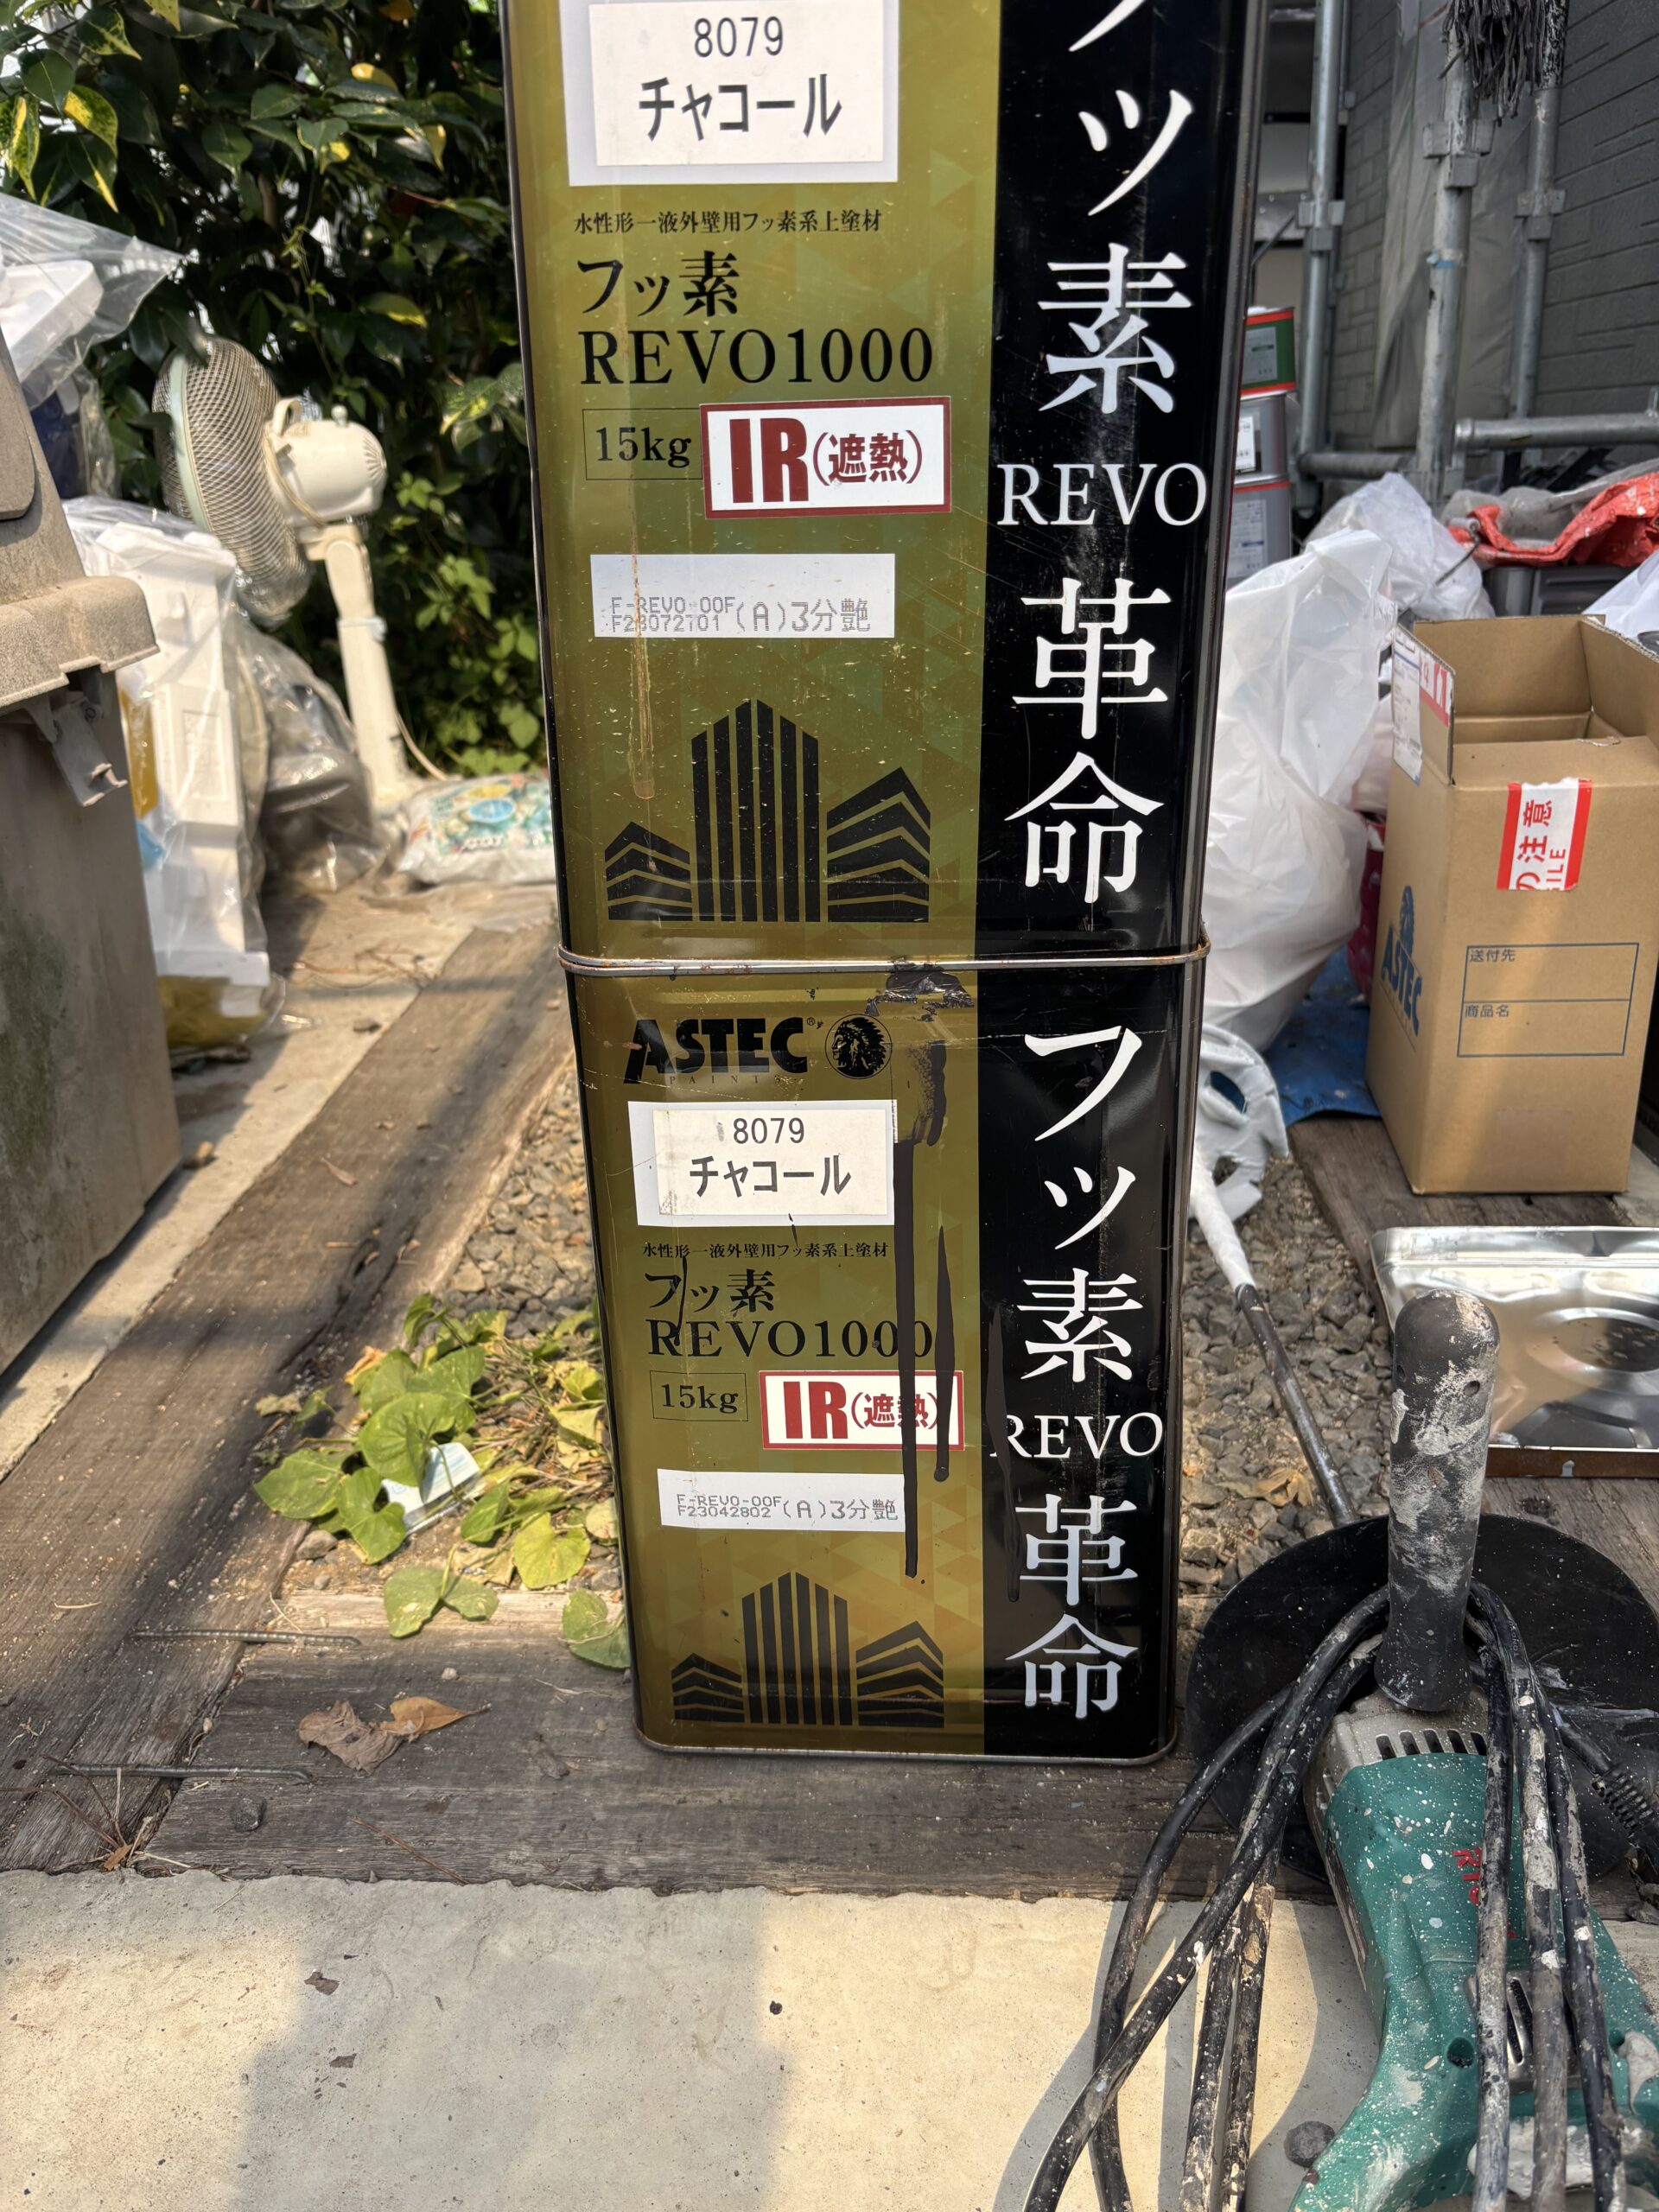 8079
チャコール
水性形一液外壁用フッ素系上塗材
フッ素
REVO1000
15kg
IR(遮熱)
F-REVO-00F
F23072701 (A)3分艶
ッ素
REVO
革命
ASTEC
PAINTS
8079
チャコール
水性形一液外壁用フッ素系上塗材
フッ素
REVO1000
15kg
IR(遮熱)
F-REVO-00F
F23042802 (A)3分艶
フッ素
REVO
革命
の注意
ASTEC
送付先
商品名